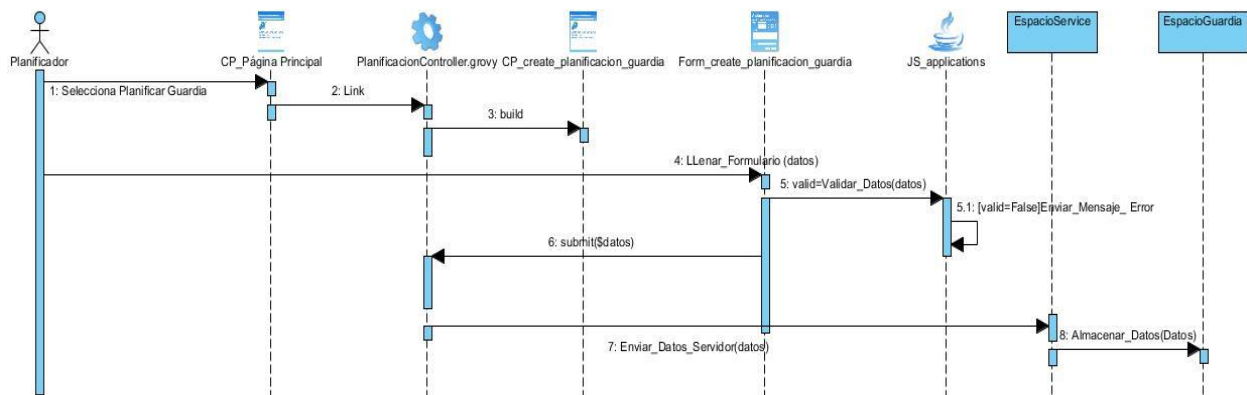 EspacioService
EspacioGuardia
Planificador
CP_Página Principal
PlanificacionController.grovy
CP_create_planificacion_guardia
Form_create_planificacion_guardia
JS_applications
1: Selecciona Planificar Guardia
2: Link
3: build
4: LLenar_Formulario (datos)
5: valid=Validar_Datos(datos)
5.1: [valid=False]Enviar_Mensaje_ Error
6: submit($datos)
7: Enviar_Datos_Servidor(datos)
8: Almacenar_Datos(Datos)